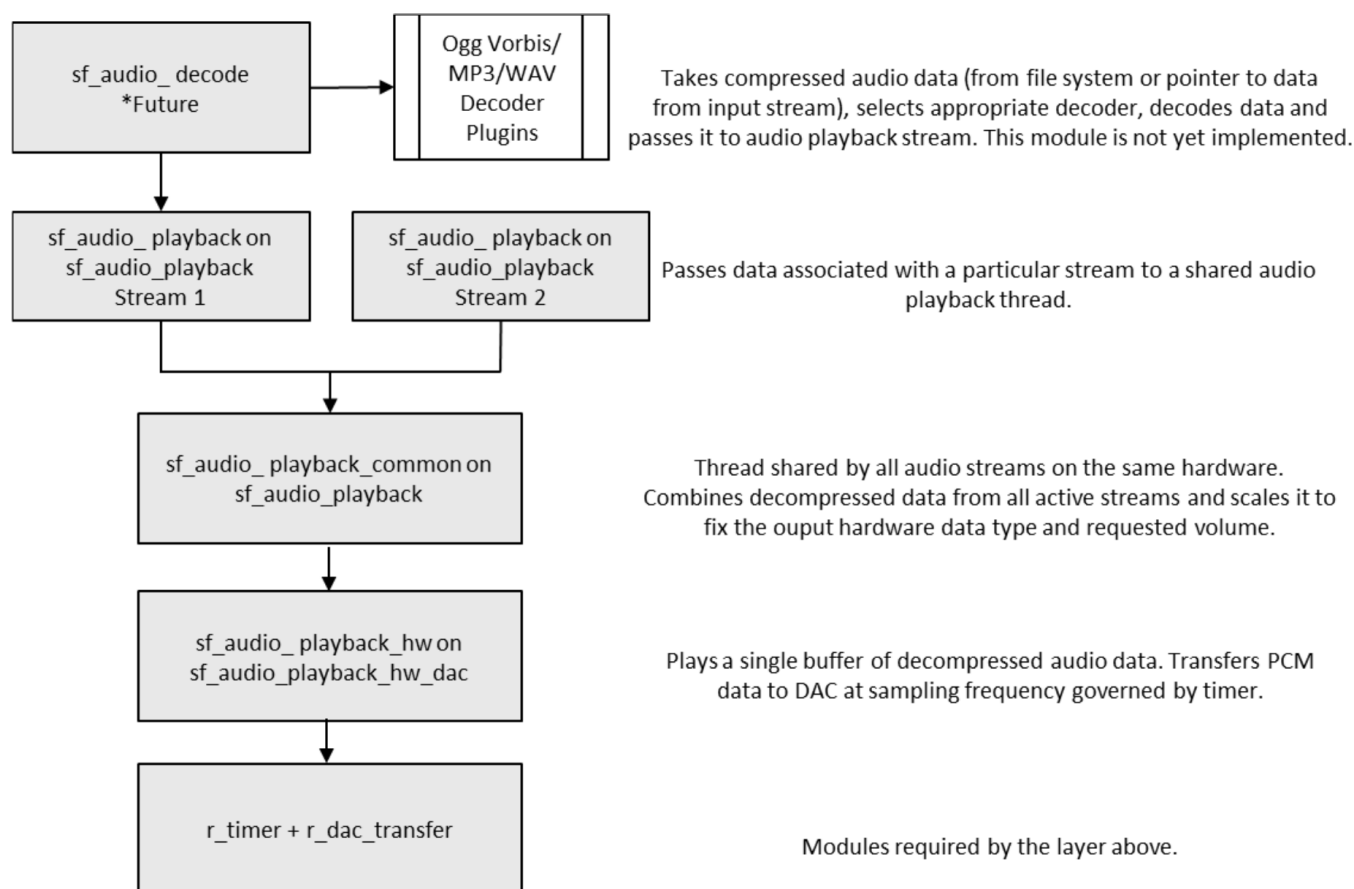 sf_audio_ decode
*Future
Ogg Vorbis/
MP3/WAV
Decoder
Plugins
Takes compressed audio data (from file system or pointer to data
from input stream), selects appropriate decoder, decodes data and
passes it to audio playback stream. This module is not yet implemented.
sf_audio_ playback on
sf_audio_playback
Stream 1
sf_audio_ playback on
sf_audio_playback
Stream 2
Passes data associated with a particular stream to a shared audio
playback thread.
sf_audio_ playback_common on
sf_audio_playback
Thread shared by all audio streams on the same hardware.
Combines decompressed data from all active streams and scales it to
fix the ouput hardware data type and requested volume.
sf_audio_ playback_hw on
sf_audio_playback_hw_dac
Plays a single buffer of decompressed audio data. Transfers PCM
data to DAC at sampling frequency governed by timer.
r_timer + r_dac_transfer
Modules required by the layer above.